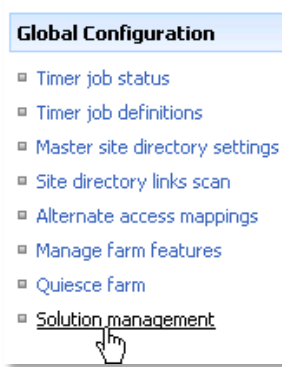 Global Configuration
Timer job status
Timer job definitions
Master site directory settings
Site directory links scan
Alternate access mappings
Manage farm features
Quiesce farm
Solution management